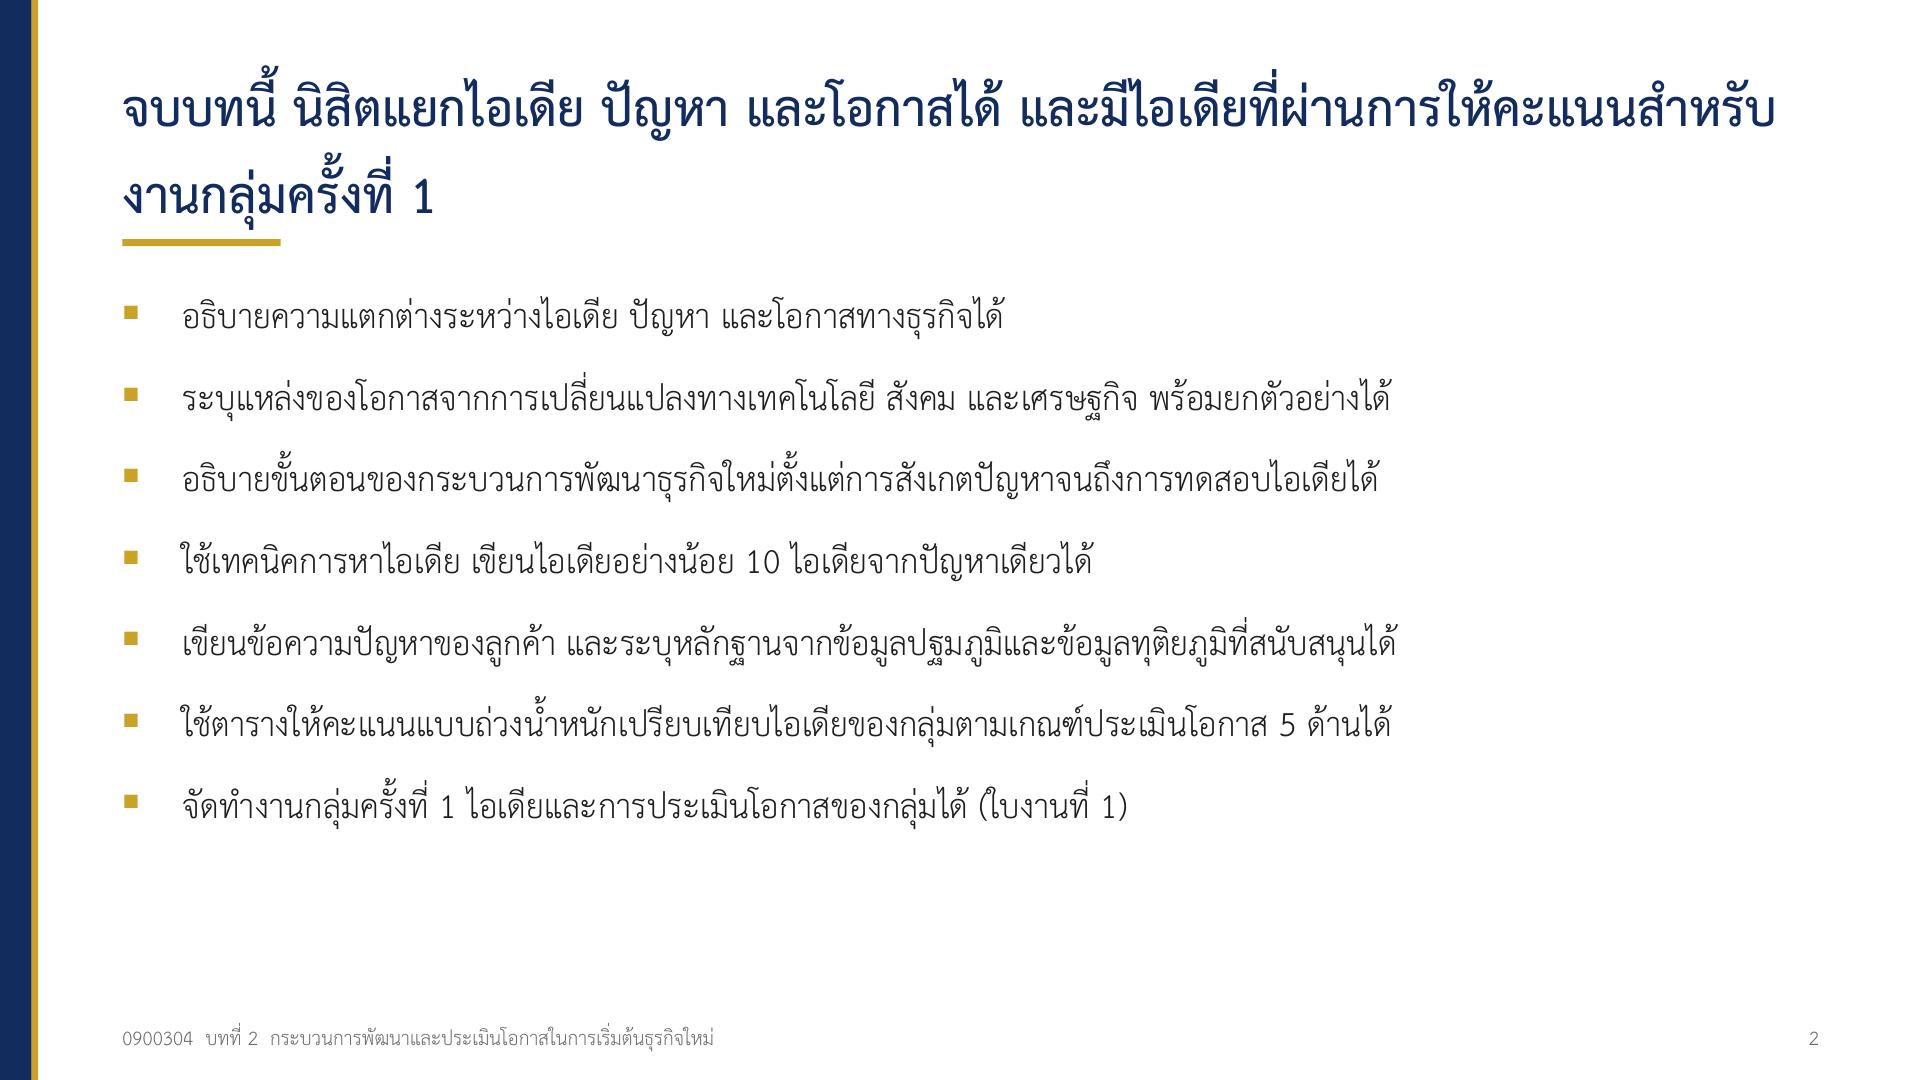 จบบทนี้ นิสิตแยกไอเดีย ปัญหา และโอกาสได้ และมีไอเดียที่ผ่านการให้คะแนนสำหรับ
งานกลุ่มครั้งที่ 1
อธิบายความแตกต่างระหว่างไอเดีย ปัญหา และโอกาสทางธุรกิจได้
ระบุแหล่งของโอกาสจากการเปลี่ยนแปลงทางเทคโนโลยี สังคม และเศรษฐกิจ พร้อมยกตัวอย่างได้
อธิบายขั้นตอนของกระบวนการพัฒนาธุรกิจใหม่ตั้งแต่การสังเกตปัญหาจนถึงการทดสอบไอเดียได้
ใช้เทคนิคการหาไอเดีย เขียนไอเดียอย่างน้อย 10 ไอเดียจากปัญหาเดียวได้
เขียนข้อความปัญหาของลูกค้า และระบุหลักฐานจากข้อมูลปฐมภูมิและข้อมูลทุติยภูมิที่สนับสนุนได้
ใช้ตารางให้คะแนนแบบถ่วงน้ำหนักเปรียบเทียบไอเดียของกลุ่มตามเกณฑ์ประเมินโอกาส 5 ด้านได้
จัดทำงานกลุ่มครั้งที่ 1 ไอเดียและการประเมินโอกาสของกลุ่มได้ (ใบงานที่ 1)
0900304 บทที่ 2 กระบวนการพัฒนาและประเมินโอกาสในการเริ่มต้นธุรกิจใหม่
2